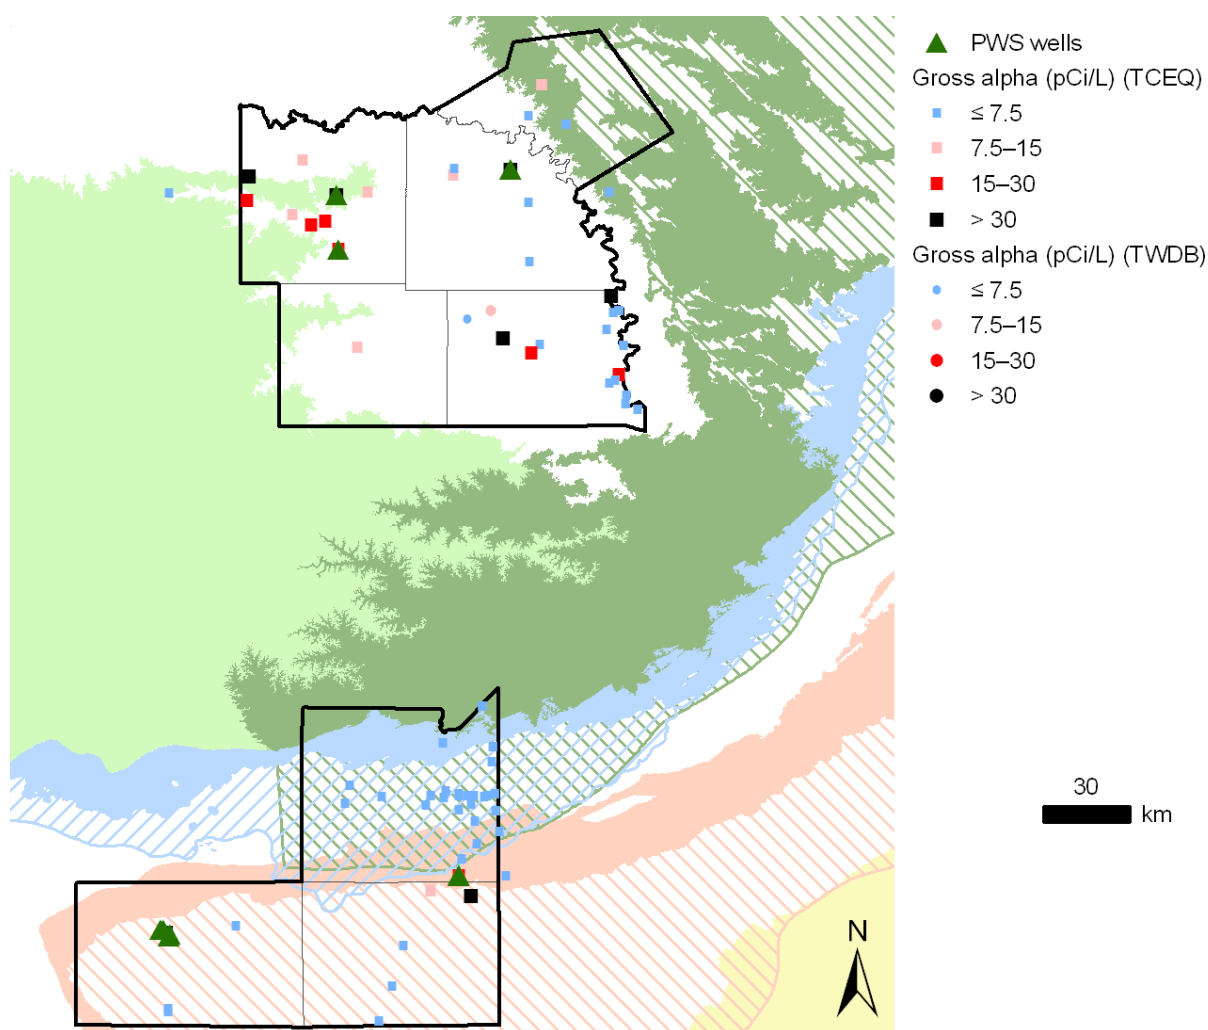 PWS wells
Gross alpha (pCi/L) (TCEQ)
≤ 7.5
7.5–15
15–30
> 30
Gross alpha (pCi/L) (TWDB)
≤ 7.5
7.5–15
15–30
> 30
30
km
N